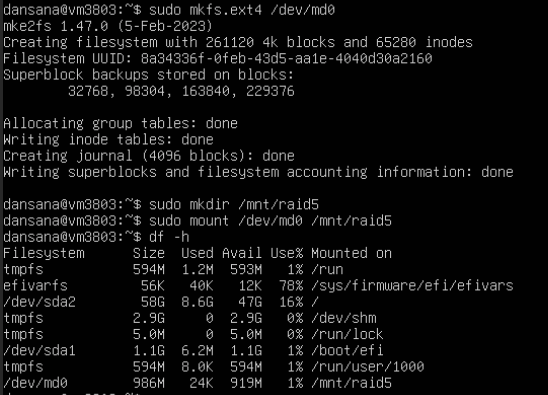 dansana@vm3803:~$ sudo mkfs.ext4 /dev/md0
mke2fs 1.47.0 (5-Feb-2023)
Creating filesystem with 261120 4k blocks and 65280 inodes
Filesystem UUID: 8a34336f-0feb-43d5-aa1e-4040d30a2160
Superblock backups stored on blocks:
        32768, 98304, 163840, 229376

Allocating group tables: done
Writing inode tables: done
Creating journal (4096 blocks): done
Writing superblocks and filesystem accounting information: done

dansana@vm3803:~$ sudo mkdir /mnt/raid5
dansana@vm3803:~$ sudo mount /dev/md0 /mnt/raid5
dansana@vm3803:~$ df -h
Filesystem      Size  Used Avail Use% Mounted on
tmpfs           594M  1.2M  593M   1% /run
efivarfs         56K   40K   12K  78% /sys/firmware/efi/efivars
/dev/sda2        58G  8.6G   47G  16% /
tmpfs           2.9G     0  2.9G   0% /dev/shm
tmpfs           5.0M     0  5.0M   0% /run/lock
/dev/sda1       1.1G  6.2M  1.1G   1% /boot/efi
tmpfs           594M  8.0K  594M   1% /run/user/1000
/dev/md0        986M   24K  919M   1% /mnt/raid5